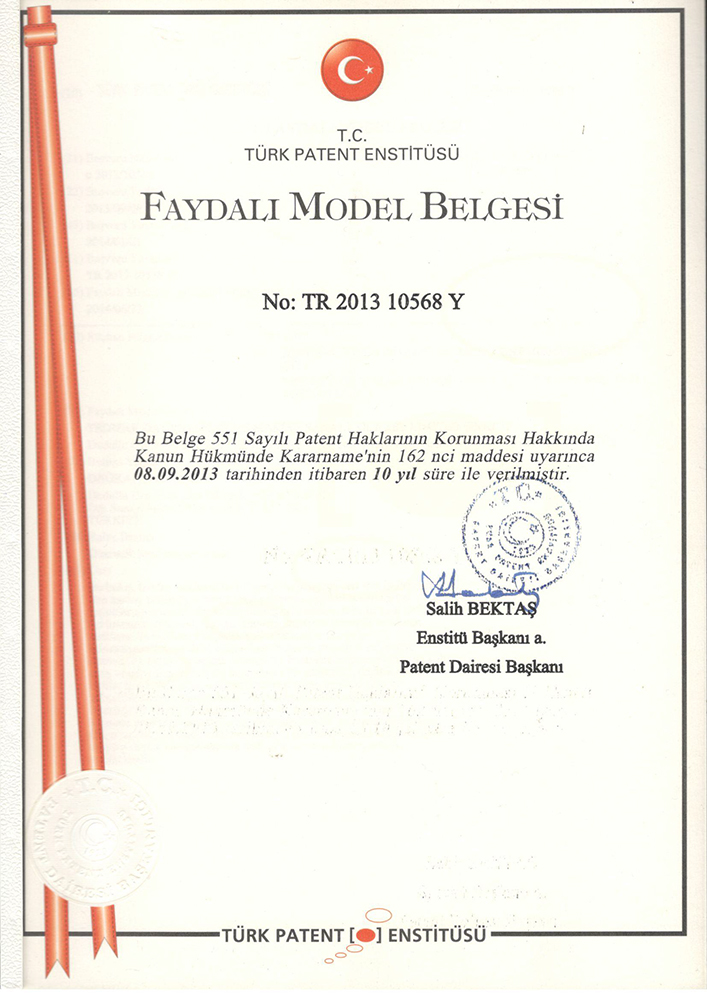 T.C.
TÜRK PATENT ENSTİTÜSÜ
FAYDALI MODEL BELGESİ
No: TR 2013 10568 Y
Bu Belge 551 Sayılı Patent Haklarının Korunması Hakkında
Kanun Hükmünde Kararname'nin 162 nci maddesi uyarınca
08.09.2013 tarihinden itibaren 10 yıl süre ile verilmiştir.
T.C.
Salih BEKTAŞ
Enstitü Başkanı a.
Patent Dairesi Başkanı
T.C.
TÜRK PATENT [ ] ENSTİTÜSÜ